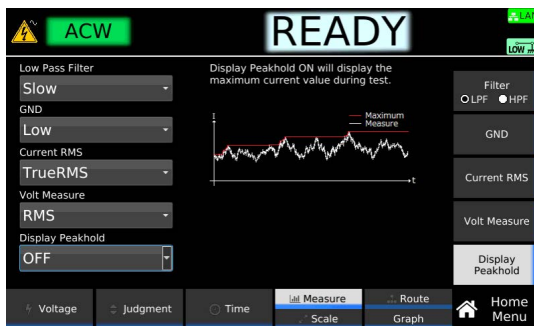 ACW
READY
LAN
LOW
Low Pass Filter
Slow
GND
Low
Current RMS
TrueRMS
Volt Measure
RMS
Display Peakhold
OFF
Display Peakhold ON will display the
maximum current value during test.
I
Maximum
Measure
t
Filter
LPF HPF
GND
Current RMS
Volt Measure
Display
Peakhold
Voltage
Judgment
Time
Measure
Scale
Route
Graph
Home
Menu